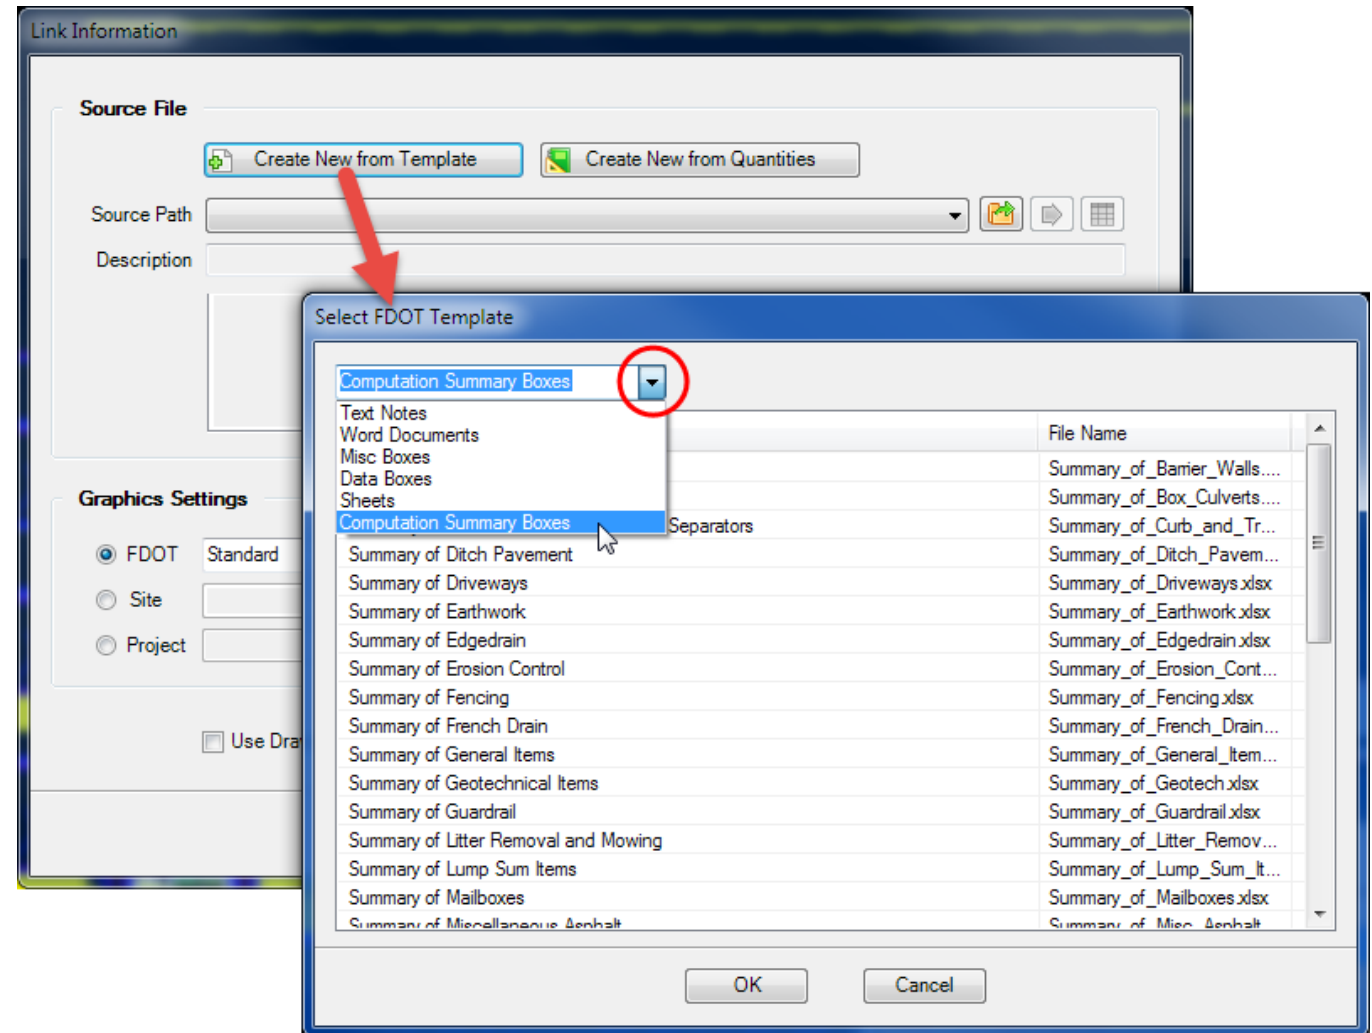 Link Information
Source File
Create New from Template
Create New from Quantities
Source Path
Description
Select FDOT Template
Computation Summary Boxes
Text Notes
Word Documents
Misc Boxes
Data Boxes
Sheets
Computation Summary Boxes
File Name
Summary_of_Barrier_Walls....
Summary_of_Box_Culverts....
Separators Summary_of_Curb_and_Tr...
Summary of Ditch Pavement Summary_of_Ditch_Pavem...
Summary of Driveways Summary_of_Driveways.xlsx
Summary of Earthwork Summary_of_Earthwork.xlsx
Summary of Edgedrain Summary_of_Edgedrain.xlsx
Summary of Erosion Control Summary_of_Erosion_Cont...
Summary of Fencing Summary_of_Fencing.xlsx
Summary of French Drain Summary_of_French_Drain...
Summary of General Items Summary_of_General_Item...
Summary of Geotechnical Items Summary_of_Geotech.xlsx
Summary of Guardrail Summary_of_Guardrail.xlsx
Summary of Litter Removal and Mowing Summary_of_Litter_Remov...
Summary of Lump Sum Items Summary_of_Lump_Sum_It...
Summary of Mailboxes Summary_of_Mailboxes.xlsx
Summary of Miscellaneous Asphalt Summary_of_Misc_Asphalt
OK
Cancel
Graphics Settings
FDOT Standard
Site
Project
Use Dra